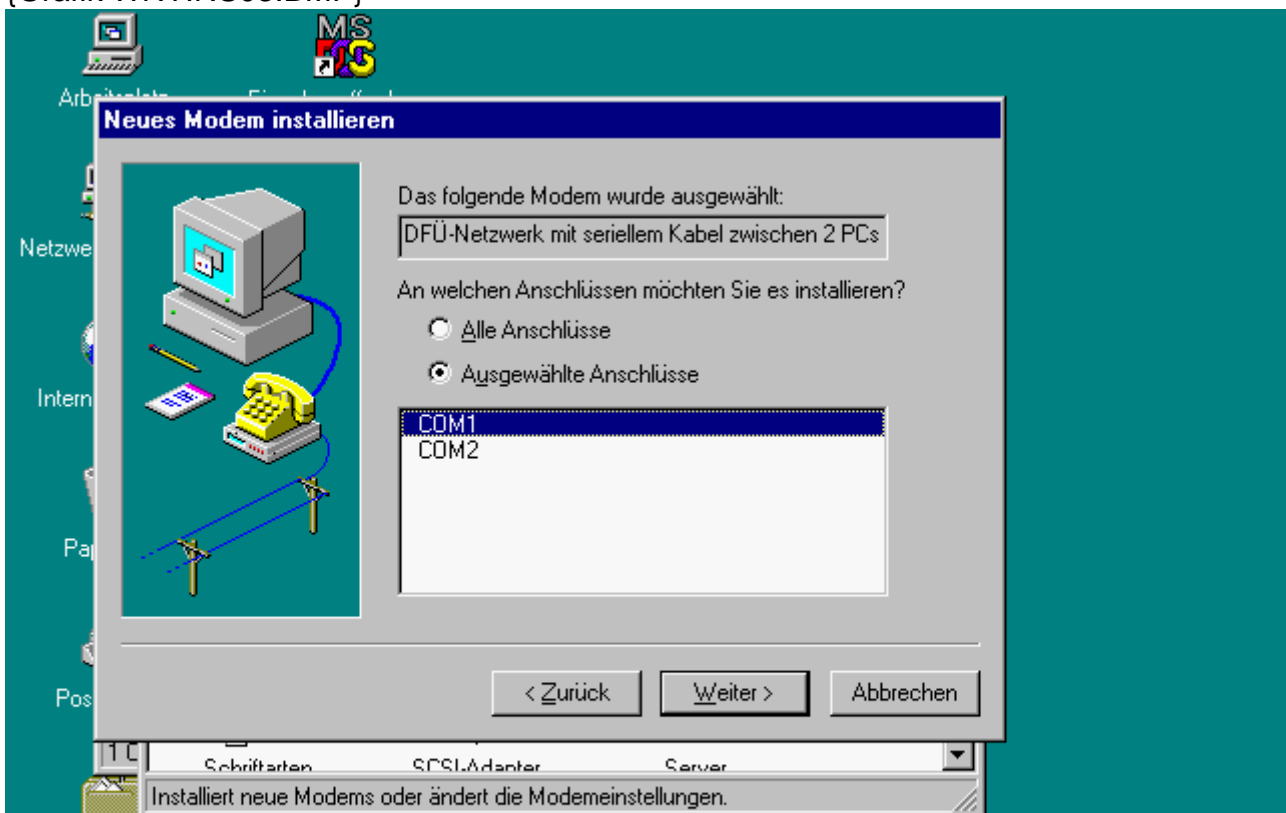 MS
Neues Modem installieren
Das folgende Modem wurde ausgewählt:
DFÜ-Netzwerk mit seriellem Kabel zwischen 2 PCs
An welchen Anschlüssen möchten Sie es installieren?
Alle Anschlüsse
Ausgewählte Anschlüsse
COM1
COM2
< Zurück
Weiter >
Abbrechen
Netzwe
Intern
Pa
Pos
Schriftarten
SCSI-Adapter
Server
Installiert neue Modems oder ändert die Modemeinstellungen.